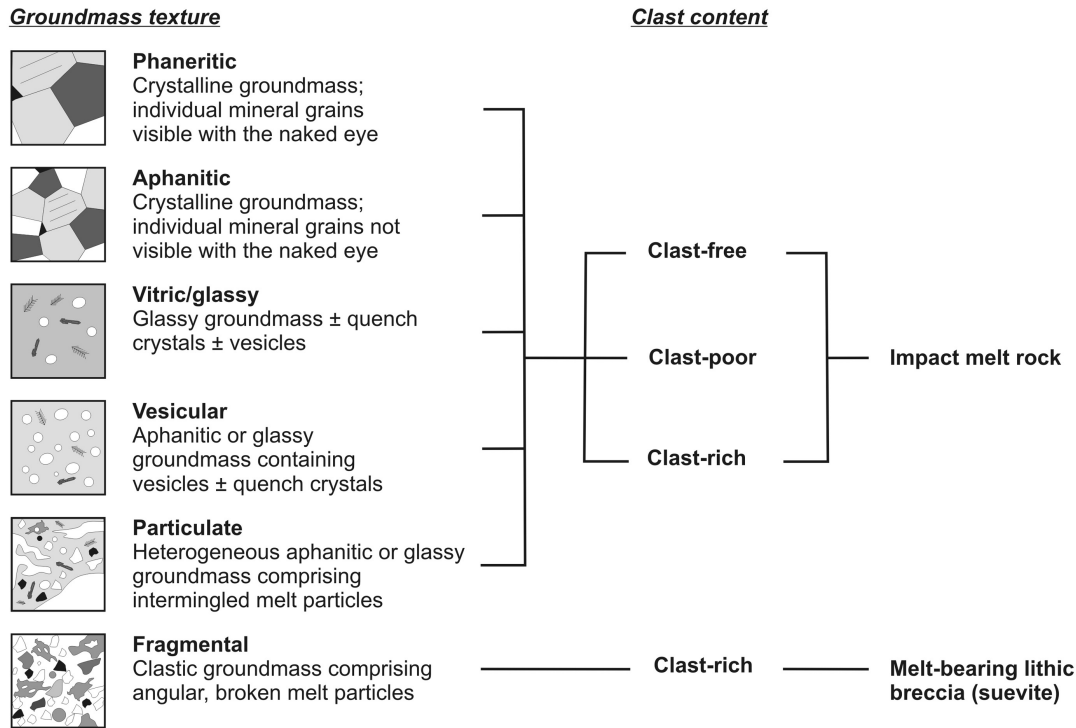 Groundmass texture
Clast content
Phaneritic
Crystalline groundmass;
individual mineral grains
visible with the naked eye
Aphanitic
Crystalline groundmass;
individual mineral grains not
visible with the naked eye
Vitric/glassy
Glassy groundmass ± quench
crystals ± vesicles
Vesicular
Aphanitic or glassy
groundmass containing
vesicles ± quench crystals
Particulate
Heterogeneous aphanitic or glassy
groundmass comprising
intermingled melt particles
Fragmental
Clastic groundmass comprising
angular, broken melt particles
Clast-free
Clast-poor
Clast-rich
Clast-rich
Impact melt rock
Melt-bearing lithic
breccia (suevite)